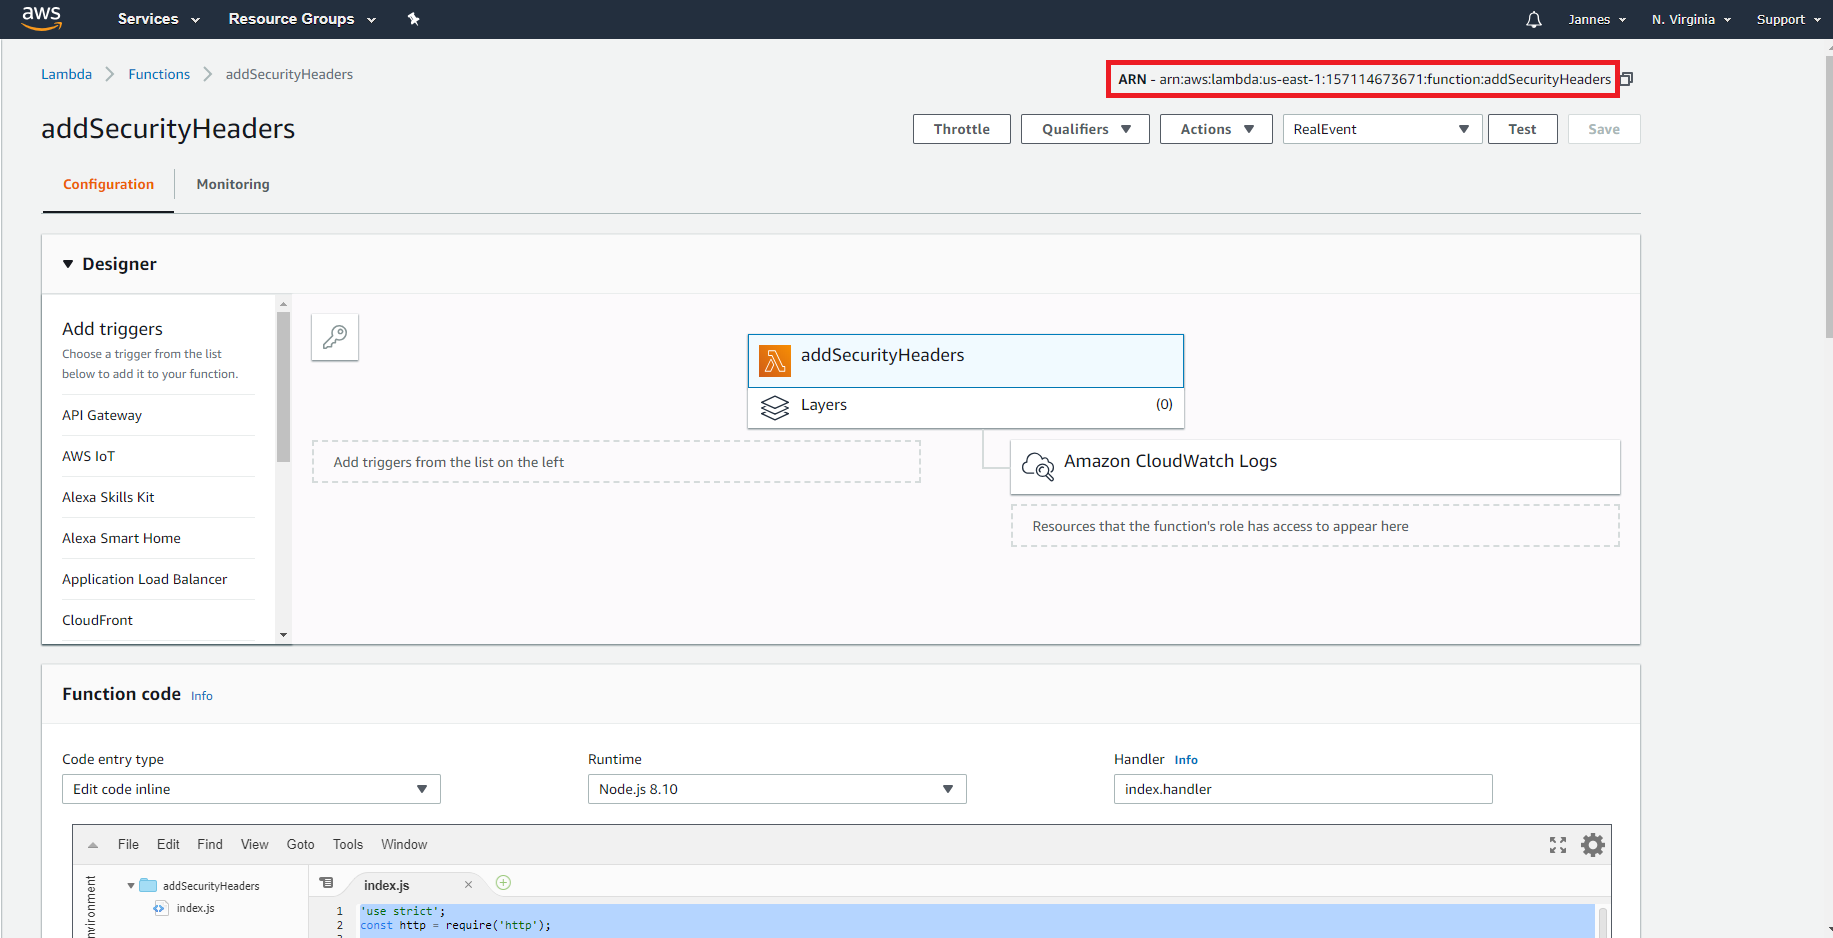 aws Services Resource Groups Jannes N. Virginia Support
Lambda Functions addSecurityHeaders
ARN - arn:aws:lambda:us-east-1:157114673671:function:addSecurityHeaders
addSecurityHeaders
Throttle Qualifiers Actions RealEvent Test Save
Configuration Monitoring
Designer
Add triggers
Choose a trigger from the list
below to add it to your function.
API Gateway
AWS IoT
Alexa Skills Kit
Alexa Smart Home
Application Load Balancer
CloudFront
addSecurityHeaders
Layers (0)
Add triggers from the list on the left
Amazon CloudWatch Logs
Resources that the function's role has access to appear here
Function code Info
Code entry type
Edit code inline
Runtime
Node.js 8.10
Handler Info
index.handler
File Edit Find View Goto Tools Window
nvironment
addSecurityHeaders
index.js
index.js
1 'use strict';
2 const http = require('http');